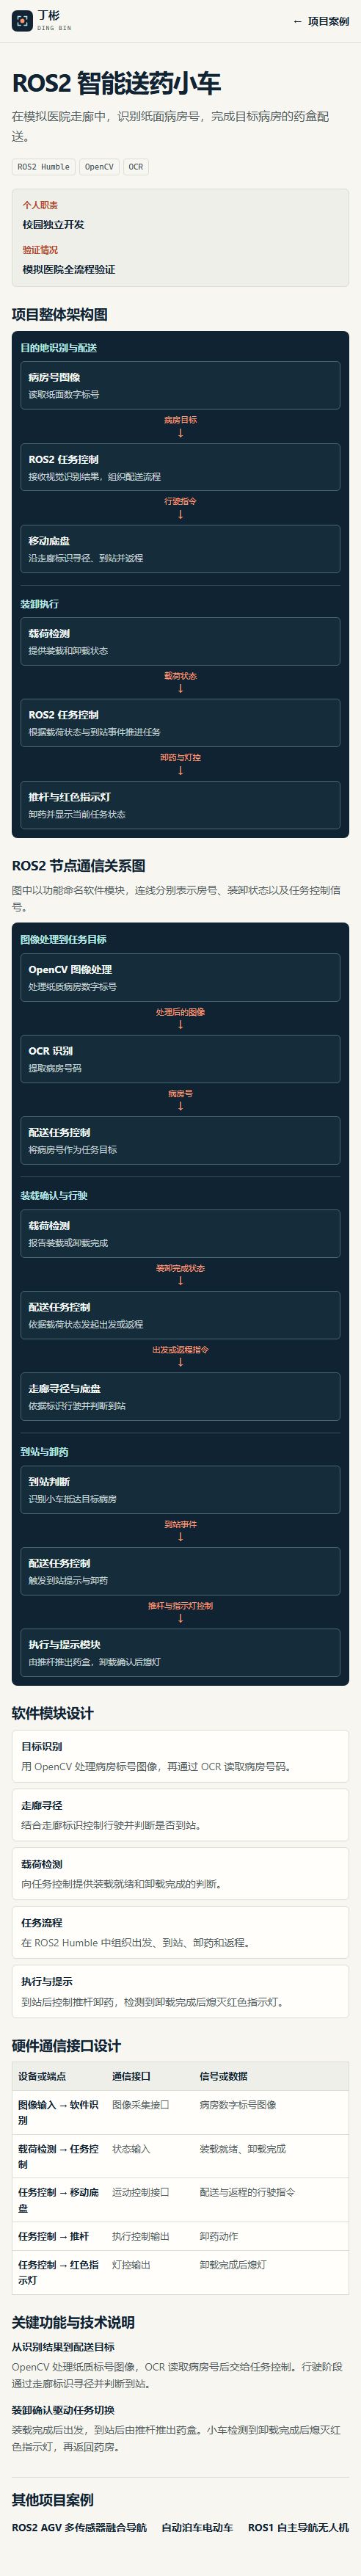 丁彬
DING BIN
← 项目案例
ROS2 智能送药小车
在模拟医院走廊中，识别纸面病房号，完成目标病房的药盒配
送。
ROS2 Humble
OpenCV
OCR
个人职责
校园独立开发
验证情况
模拟医院全流程验证
项目整体架构图
目的地识别与配送
病房号图像
读取纸面数字标号
病房目标
↓
ROS2 任务控制
接收视觉识别结果，组织配送流程
行驶指令
↓
移动底盘
沿走廊标识寻径、到站并返程
装卸执行
载荷检测
提供装载和卸载状态
载荷状态
↓
ROS2 任务控制
根据载荷状态与到站事件推进任务
卸药与灯控
↓
推杆与红色指示灯
卸药并显示当前任务状态
ROS2 节点通信关系图
图中以功能命名软件模块，连线分别表示房号、装卸状态以及任务控制信
号。
图像处理到任务目标
OpenCV 图像处理
处理纸质病房数字标号
处理后的图像
↓
OCR 识别
提取病房号码
病房号
↓
配送任务控制
将病房号作为任务目标
装载确认与行驶
载荷检测
报告装载或卸载完成
装卸完成状态
↓
配送任务控制
依据载荷状态发起出发或返程
出发或返程指令
↓
走廊寻径与底盘
依据标识行驶并判断到站
到站与卸药
到站判断
识别小车抵达目标病房
到站事件
↓
配送任务控制
触发到站提示与卸药
推杆与指示灯控制
↓
执行与提示模块
由推杆推出药盒，卸载确认后熄灯
软件模块设计
目标识别
用 OpenCV 处理病房标号图像，再通过 OCR 读取病房号码。
走廊寻径
结合走廊标识控制行驶并判断是否到站。
载荷检测
向任务控制提供装载就绪和卸载完成的判断。
任务流程
在 ROS2 Humble 中组织出发、到站、卸药和返程。
执行与提示
到站后控制推杆卸药，检测到卸载完成后熄灭红色指示灯。
硬件通信接口设计
设备或端点 通信接口 信号或数据
图像输入 → 软件识 图像采集接口 病房数字标号图像
别
载荷检测 → 任务控 状态输入 装载就绪、卸载完成
制
任务控制 → 移动底 运动控制接口 配送与返程的行驶指令
盘
任务控制 → 推杆 执行控制输出 卸药动作
任务控制 → 红色指 灯控输出 卸载完成后熄灯
示灯
关键功能与技术说明
从识别结果到配送目标
OpenCV 处理纸质标号图像，OCR 读取病房号后交给任务控制。行驶阶段
通过走廊标识寻径并判断到站。
装卸确认驱动任务切换
装载完成后出发，到站后由推杆推出药盒。小车检测到卸载完成后熄灭红
色指示灯，再返回药房。
其他项目案例
ROS2 AGV 多传感器融合导航 自动泊车电动车 ROS1 自主导航无人机